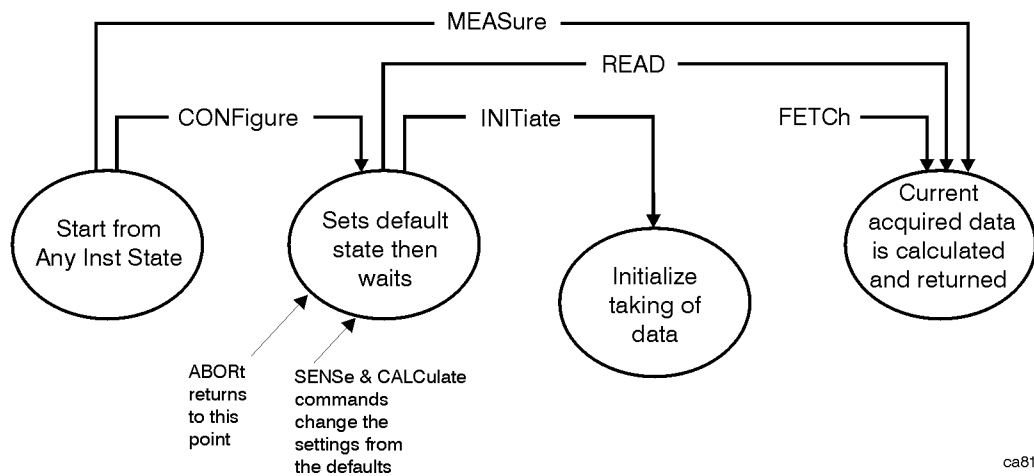 MEASure
READ
CONFigure
INITiate
FETCh
Start from
Any Inst State
Sets default
state then
waits
Initialize
taking of
data
Current
acquired data
is calculated
and returned
ABORt
returns
to this
point
SENSe & CALCulate
commands
change the
settings from
the defaults
ca81